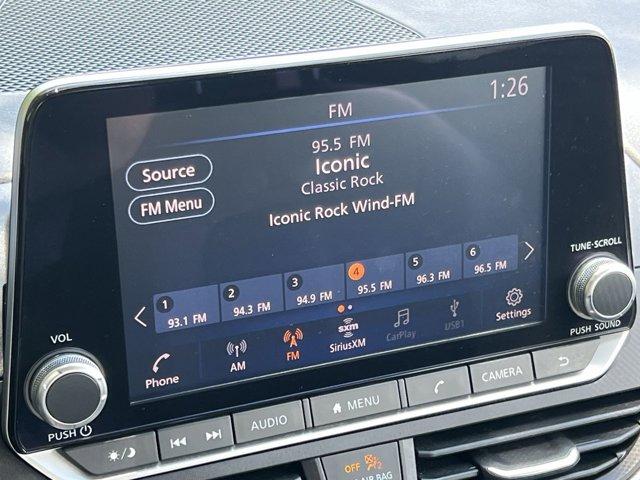 1:26
FM
95.5 FM
Iconic
Classic Rock
Iconic Rock Wind-FM
Source
FM Menu
1 2 3 4 5 6
93.1 FM 94.3 FM 94.9 FM 95.5 FM 96.3 FM 96.5 FM
Phone AM FM sxm SiriusXM CarPlay USB1 Settings
VOL
PUSH
TUNE·SCROLL
PUSH SOUND
AUDIO
MENU
CAMERA
OFF 2
AIR BAG